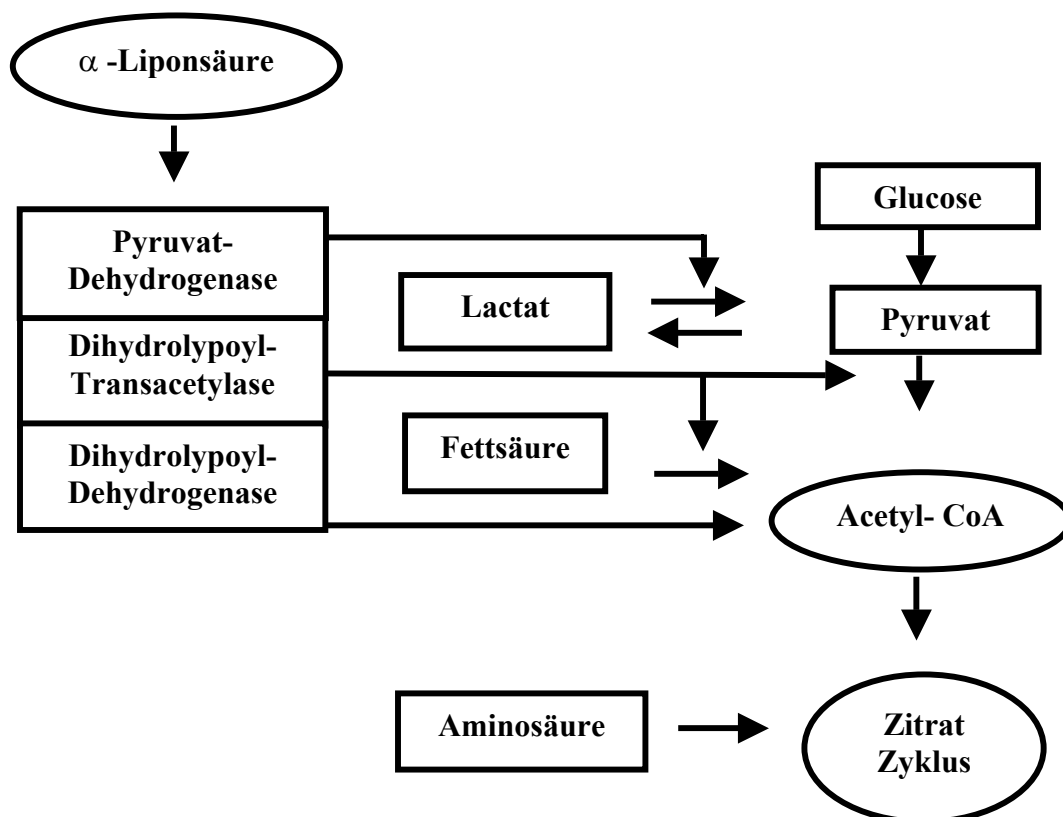 α -Liponsäure
Glucose
Pyruvat-
Dehydrogenase
Lactat
Pyruvat
Dihydrolypoyl-
Transacetylase
Fettsäure
Dihydrolypoyl-
Dehydrogenase
Acetyl- CoA
Aminosäure
Zitrat
Zyklus